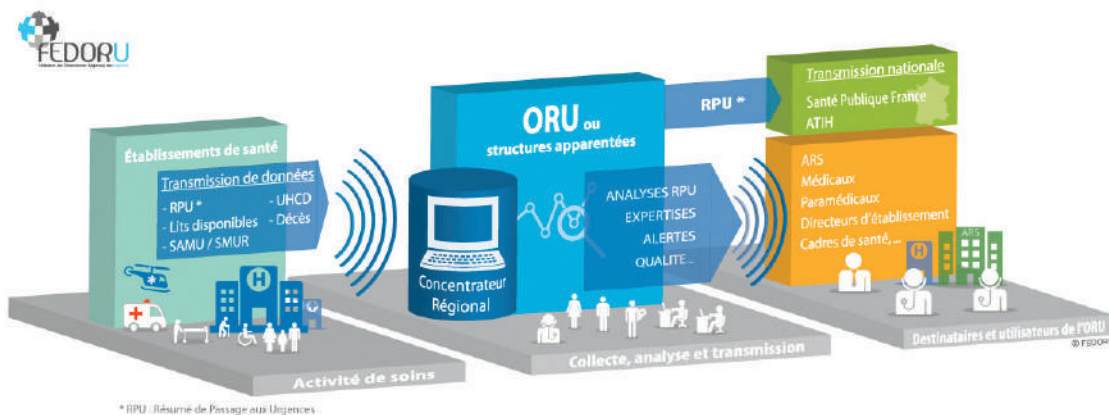 FEDORU
Établissements de santé
Transmission de données
- RPU *
- Lits disponibles
- SAMU / SMUR
- UHCD
- Décès
Activité de soins
ORU ou
structures apparentées
Concentrateur
Régional
ANALYSES RPU
EXPERTISES
ALERTES
QUALITE...
Collecte, analyse et transmission
RPU *
Transmission nationale
Santé Publique France
ATIH
ARS
Médicaux
Paramédicaux
Directeurs d'établissement
Cadres de santé,...
ARS
H
H
H
Destinataires et utilisateurs de l'ORU
© FEDORU
* RPU : Résumé de Passage aux Urgences